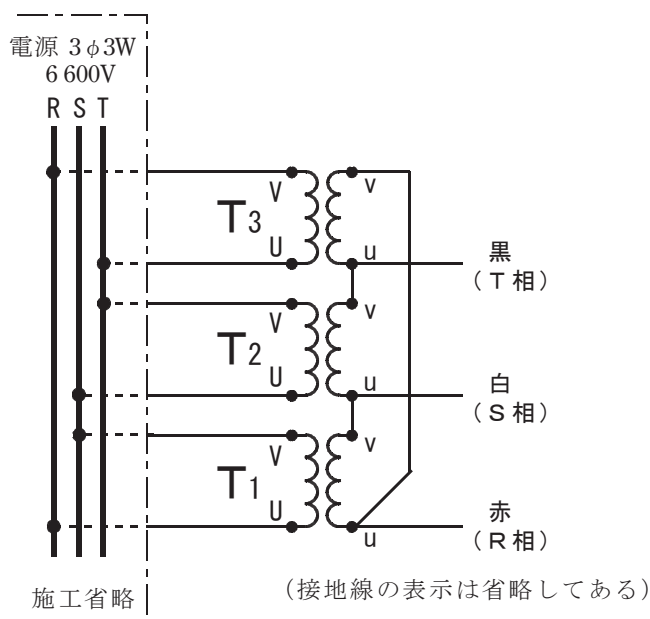 電源 3φ3W
6 600V
R S T
V
v
T3
U
u
黒
(T相)
V
v
T2
U
u
白
(S相)
V
v
T1
U
u
赤
(R相)
施工省略
(接地線の表示は省略してある)